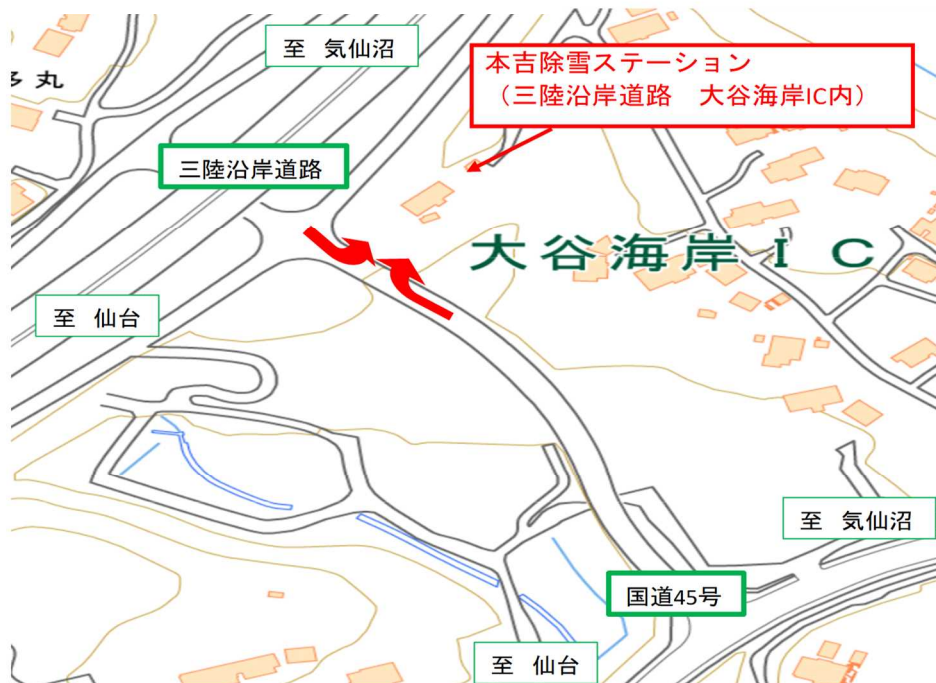 至 気仙沼
本吉除雪ステーション
（三陸沿岸道路 大谷海岸IC内）
多丸
三陸沿岸道路
大谷海岸ＩＣ
至 仙台
至 気仙沼
国道45号
至 仙台